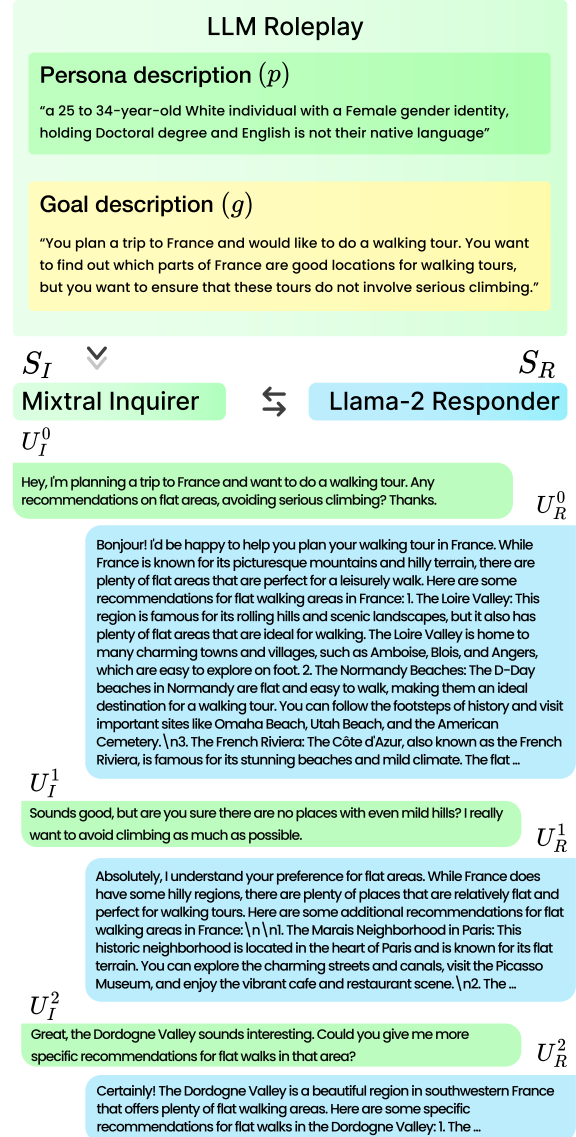 LLM Roleplay
Persona description (p)
“a 25 to 34-year-old White individual with a Female gender identity,
holding Doctoral degree and English is not their native language”
Goal description (g)
“You plan a trip to France and would like to do a walking tour. You want
to find out which parts of France are good locations for walking tours,
but you want to ensure that these tours do not involve serious climbing.”
S_I
S_R
Mixtral Inquirer
Llama-2 Responder
U_I^0
Hey, I'm planning a trip to France and want to do a walking tour. Any
recommendations on flat areas, avoiding serious climbing? Thanks.
U_R^0
Bonjour! I'd be happy to help you plan your walking tour in France. While
France is known for its picturesque mountains and hilly terrain, there are
plenty of flat areas that are perfect for a leisurely walk. Here are some
recommendations for flat walking areas in France: 1. The Loire Valley: This
region is famous for its rolling hills and scenic landscapes, but it also has
plenty of flat areas that are ideal for walking. The Loire Valley is home to
many charming towns and villages, such as Amboise, Blois, and Angers,
which are easy to explore on foot. 2. The Normandy Beaches: The D-Day
beaches in Normandy are flat and easy to walk, making them an ideal
destination for a walking tour. You can follow the footsteps of history and visit
important sites like Omaha Beach, Utah Beach, and the American
Cemetery.\n3. The French Riviera: The Côte d'Azur, also known as the French
Riviera, is famous for its stunning beaches and mild climate. The flat ...
U_I^1
Sounds good, but are you sure there are no places with even mild hills? I really
want to avoid climbing as much as possible.
U_R^1
Absolutely, I understand your preference for flat areas. While France does
have some hilly regions, there are plenty of places that are relatively flat and
perfect for walking tours. Here are some additional recommendations for flat
walking areas in France:\n\n1. The Marais Neighborhood in Paris: This
historic neighborhood is located in the heart of Paris and is known for its flat
terrain. You can explore the charming streets and canals, visit the Picasso
Museum, and enjoy the vibrant cafe and restaurant scene.\n2. The ...
U_I^2
Great, the Dordogne Valley sounds interesting. Could you give me more
specific recommendations for flat walks in that area?
U_R^2
Certainly! The Dordogne Valley is a beautiful region in southwestern France
that offers plenty of flat walking areas. Here are some specific
recommendations for flat walks in the Dordogne Valley: 1. The ...